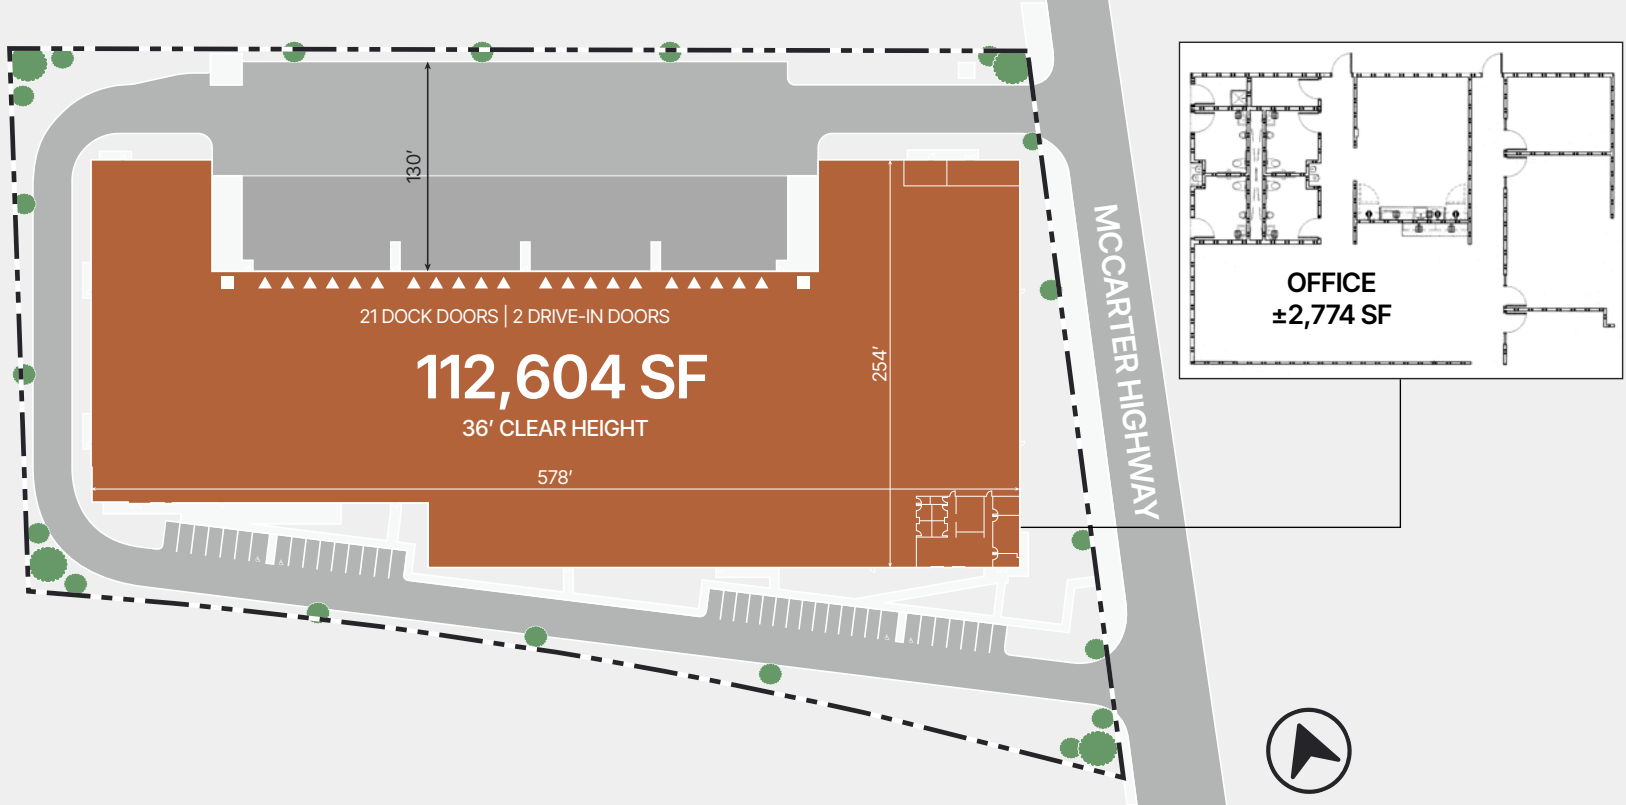 130'
21 DOCK DOORS | 2 DRIVE-IN DOORS
112,604 SF
36' CLEAR HEIGHT
578'
254'
MCCARTER HIGHWAY
OFFICE
±2,774 SF